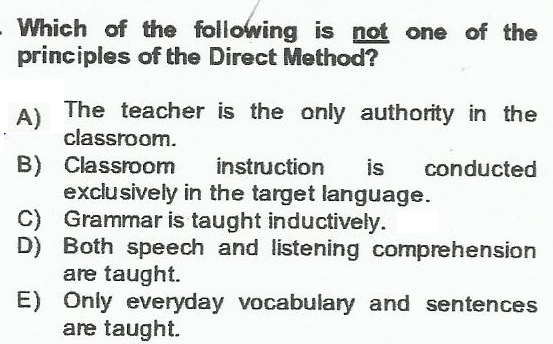 Which of the following is not one of the
principles of the Direct Method?
A) The teacher is the only authority in the
classroom.
B) Classroom instruction is conducted
exclusively in the target language.
C) Grammar is taught inductively.
D) Both speech and listening comprehension
are taught.
E) Only everyday vocabulary and sentences
are taught.